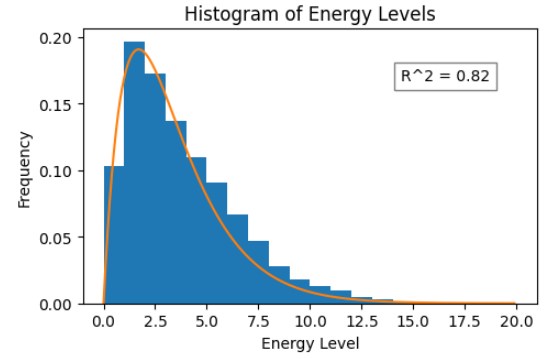 Histogram of Energy Levels
R^2 = 0.82
Frequency
0.20
0.15
0.10
0.05
0.00
0.0 2.5 5.0 7.5 10.0 12.5 15.0 17.5 20.0
Energy Level